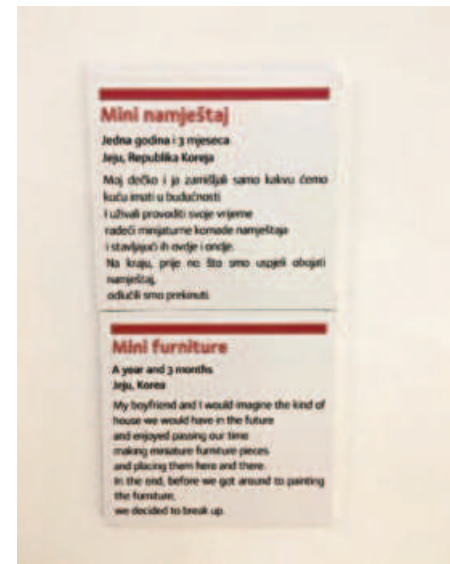 Mini namještaj
Jedna godina i 3 mjeseca
Jeju, Republika Koreja
Moj dečko i ja zamišljali samo kakvu ćemo
kuću imati u budućnosti
i uživali provoditi svoje vrijeme
radeći minijaturne komade namještaja
i stavljajući ih ovdje i ondje.
Na kraju, prije no što smo uspjeli obojati
namještaj,
odlučili smo prekinuti.
Mini furniture
A year and 3 months
Jeju, Korea
My boyfriend and I would imagine the kind of
house we would have in the future
and enjoyed passing our time
making miniature furniture pieces
and placing them here and there.
In the end, before we got around to painting
the furniture,
we decided to break up.